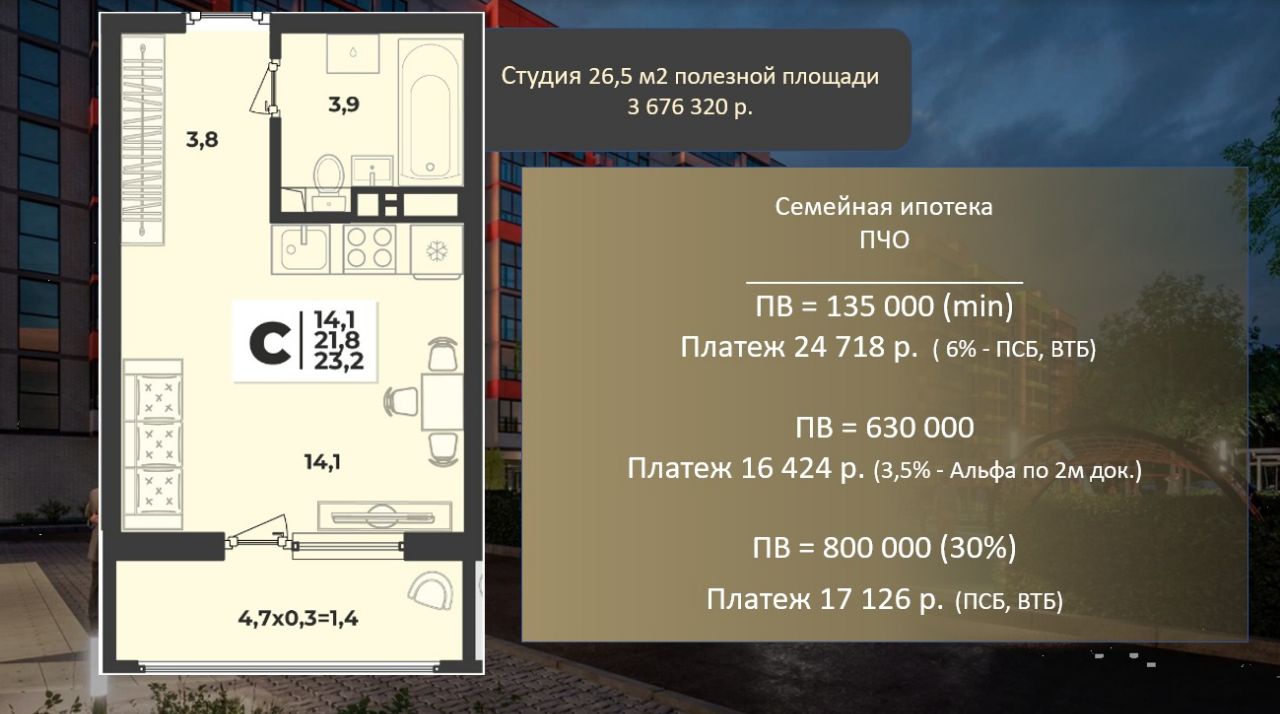 Студия 26,5 м2 полезной площади
3 676 320 р.
3,9
3,8
С
14,1
21,8
23,2
14,1
4,7x0,3=1,4
Семейная ипотека
ПЧО
ПВ = 135 000 (min)
Платеж 24 718 р. ( 6% - ПСБ, ВТБ)
ПВ = 630 000
Платеж 16 424 р. (3,5% - Альфа по 2м док.)
ПВ = 800 000 (30%)
Платеж 17 126 р. (ПСБ, ВТБ)